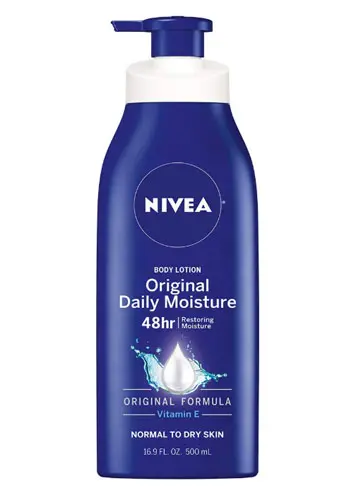 NIVEA®
BODY LOTION
Original
Daily Moisture
48hr | Restoring
Moisture
ORIGINAL FORMULA
Vitamin E
NORMAL TO DRY SKIN
16.9 FL. OZ. 500 mL